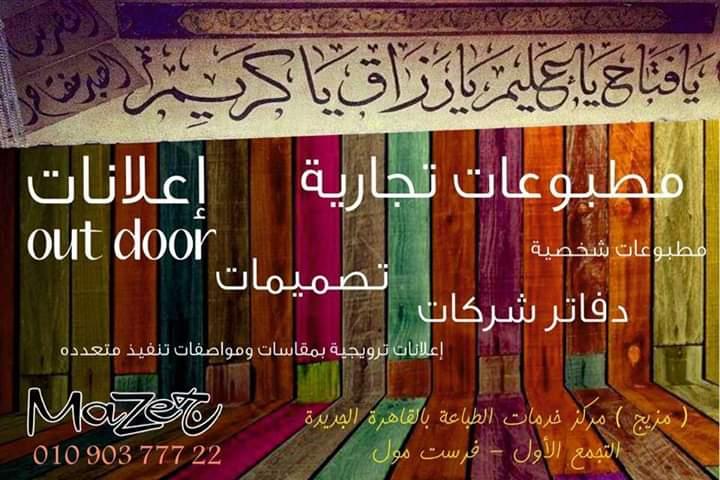 يا فتاح يا عليم يا رزاق يا كريم
مطبوعات تجارية
إعلانات
out door
مطبوعات شخصية
تصميمات
دفاتر شركات
إعلانات ترويجية بمقاسات ومواصفات تنفيذ متعدده
( مزيج ) مركز خدمات الطباعة بالقاهرة الجديدة
التجمع الأول – فرست مول
010 903 777 22